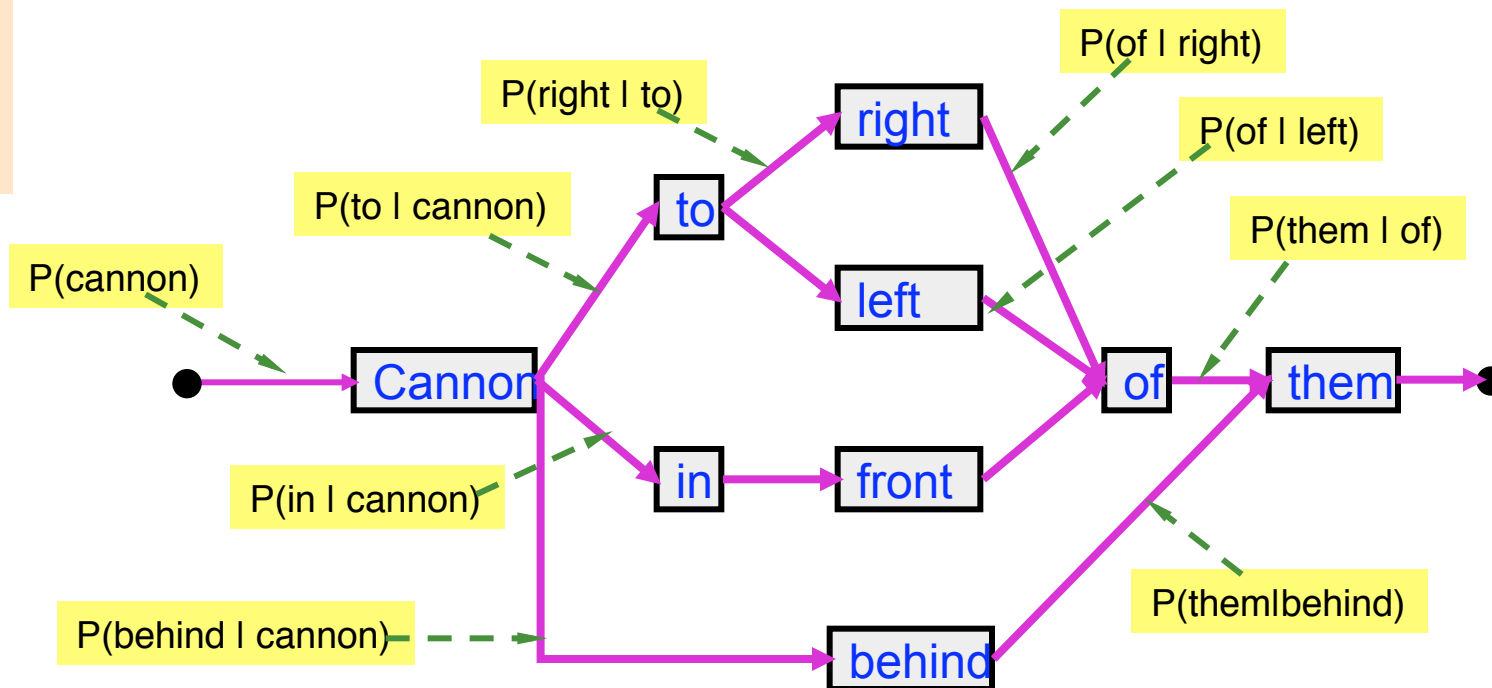 P(of | right)
P(right | to)
right
P(of | left)
P(to | cannon)
to
P(them | of)
P(cannon)
left
Cannon
of
them
P(in | cannon)
in
front
P(them|behind)
P(behind | cannon)
behind